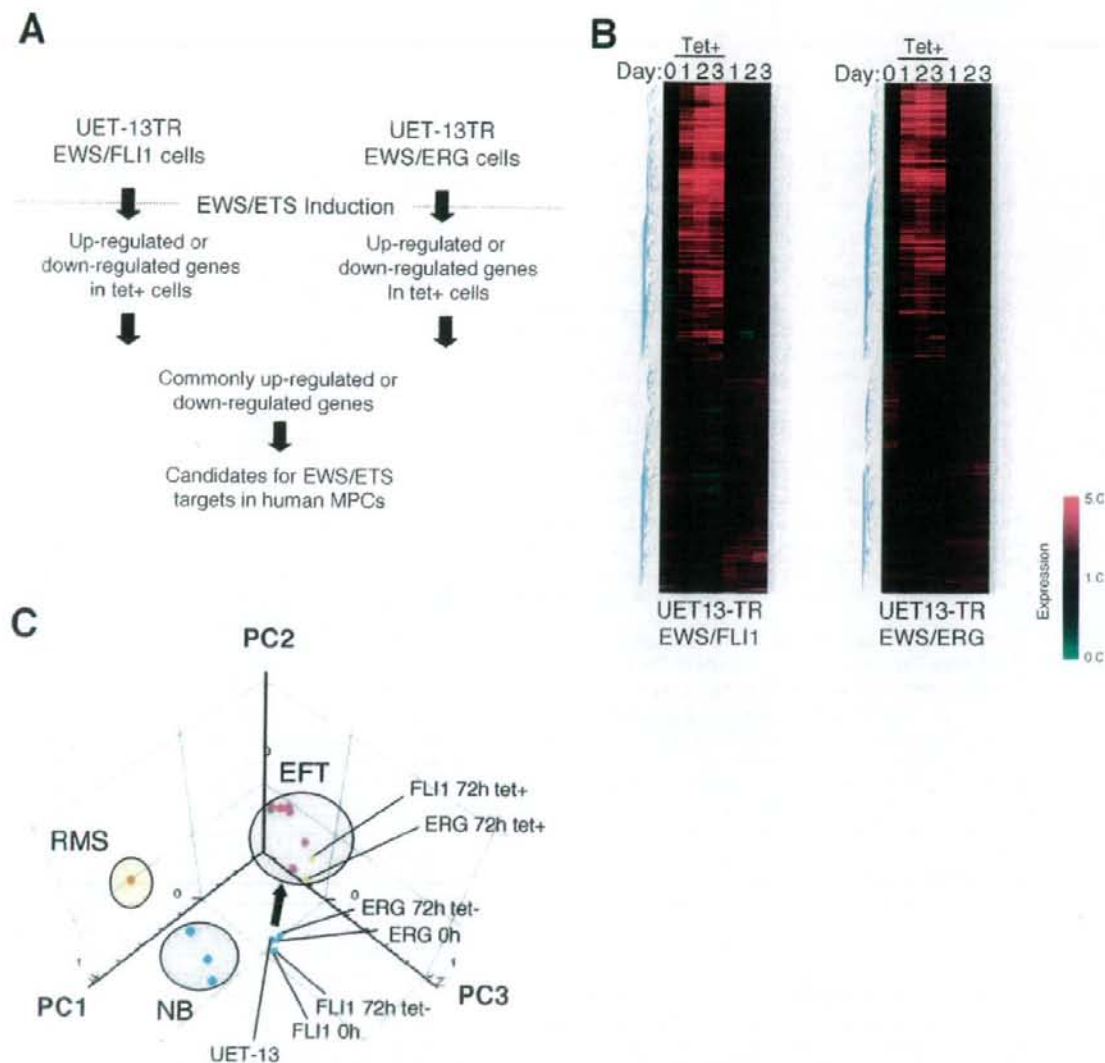 A
UET-13TR
EWS/FLI1 cells
UET-13TR
EWS/ERG cells
EWS/ETS Induction
Up-regulated or
down-regulated genes
in tet+ cells
Up-regulated or
down-regulated genes
In tet+ cells
Commonly up-regulated or
down-regulated genes
Candidates for EWS/ETS
targets in human MPCs
B
Tet+
Day:0 1 2 3 1 2 3
Tet+
Day:0 1 2 3 1 2 3
UET13-TR
EWS/FLI1
UET13-TR
EWS/ERG
Expression
5.0
1.0
0.0
C
PC2
EFT
FLI1 72h tet+
ERG 72h tet+
RMS
0
0
ERG 72h tet-
ERG 0h
1
1
PC1
NB
PC3
FLI1 72h tet-
FLI1 0h
UET-13